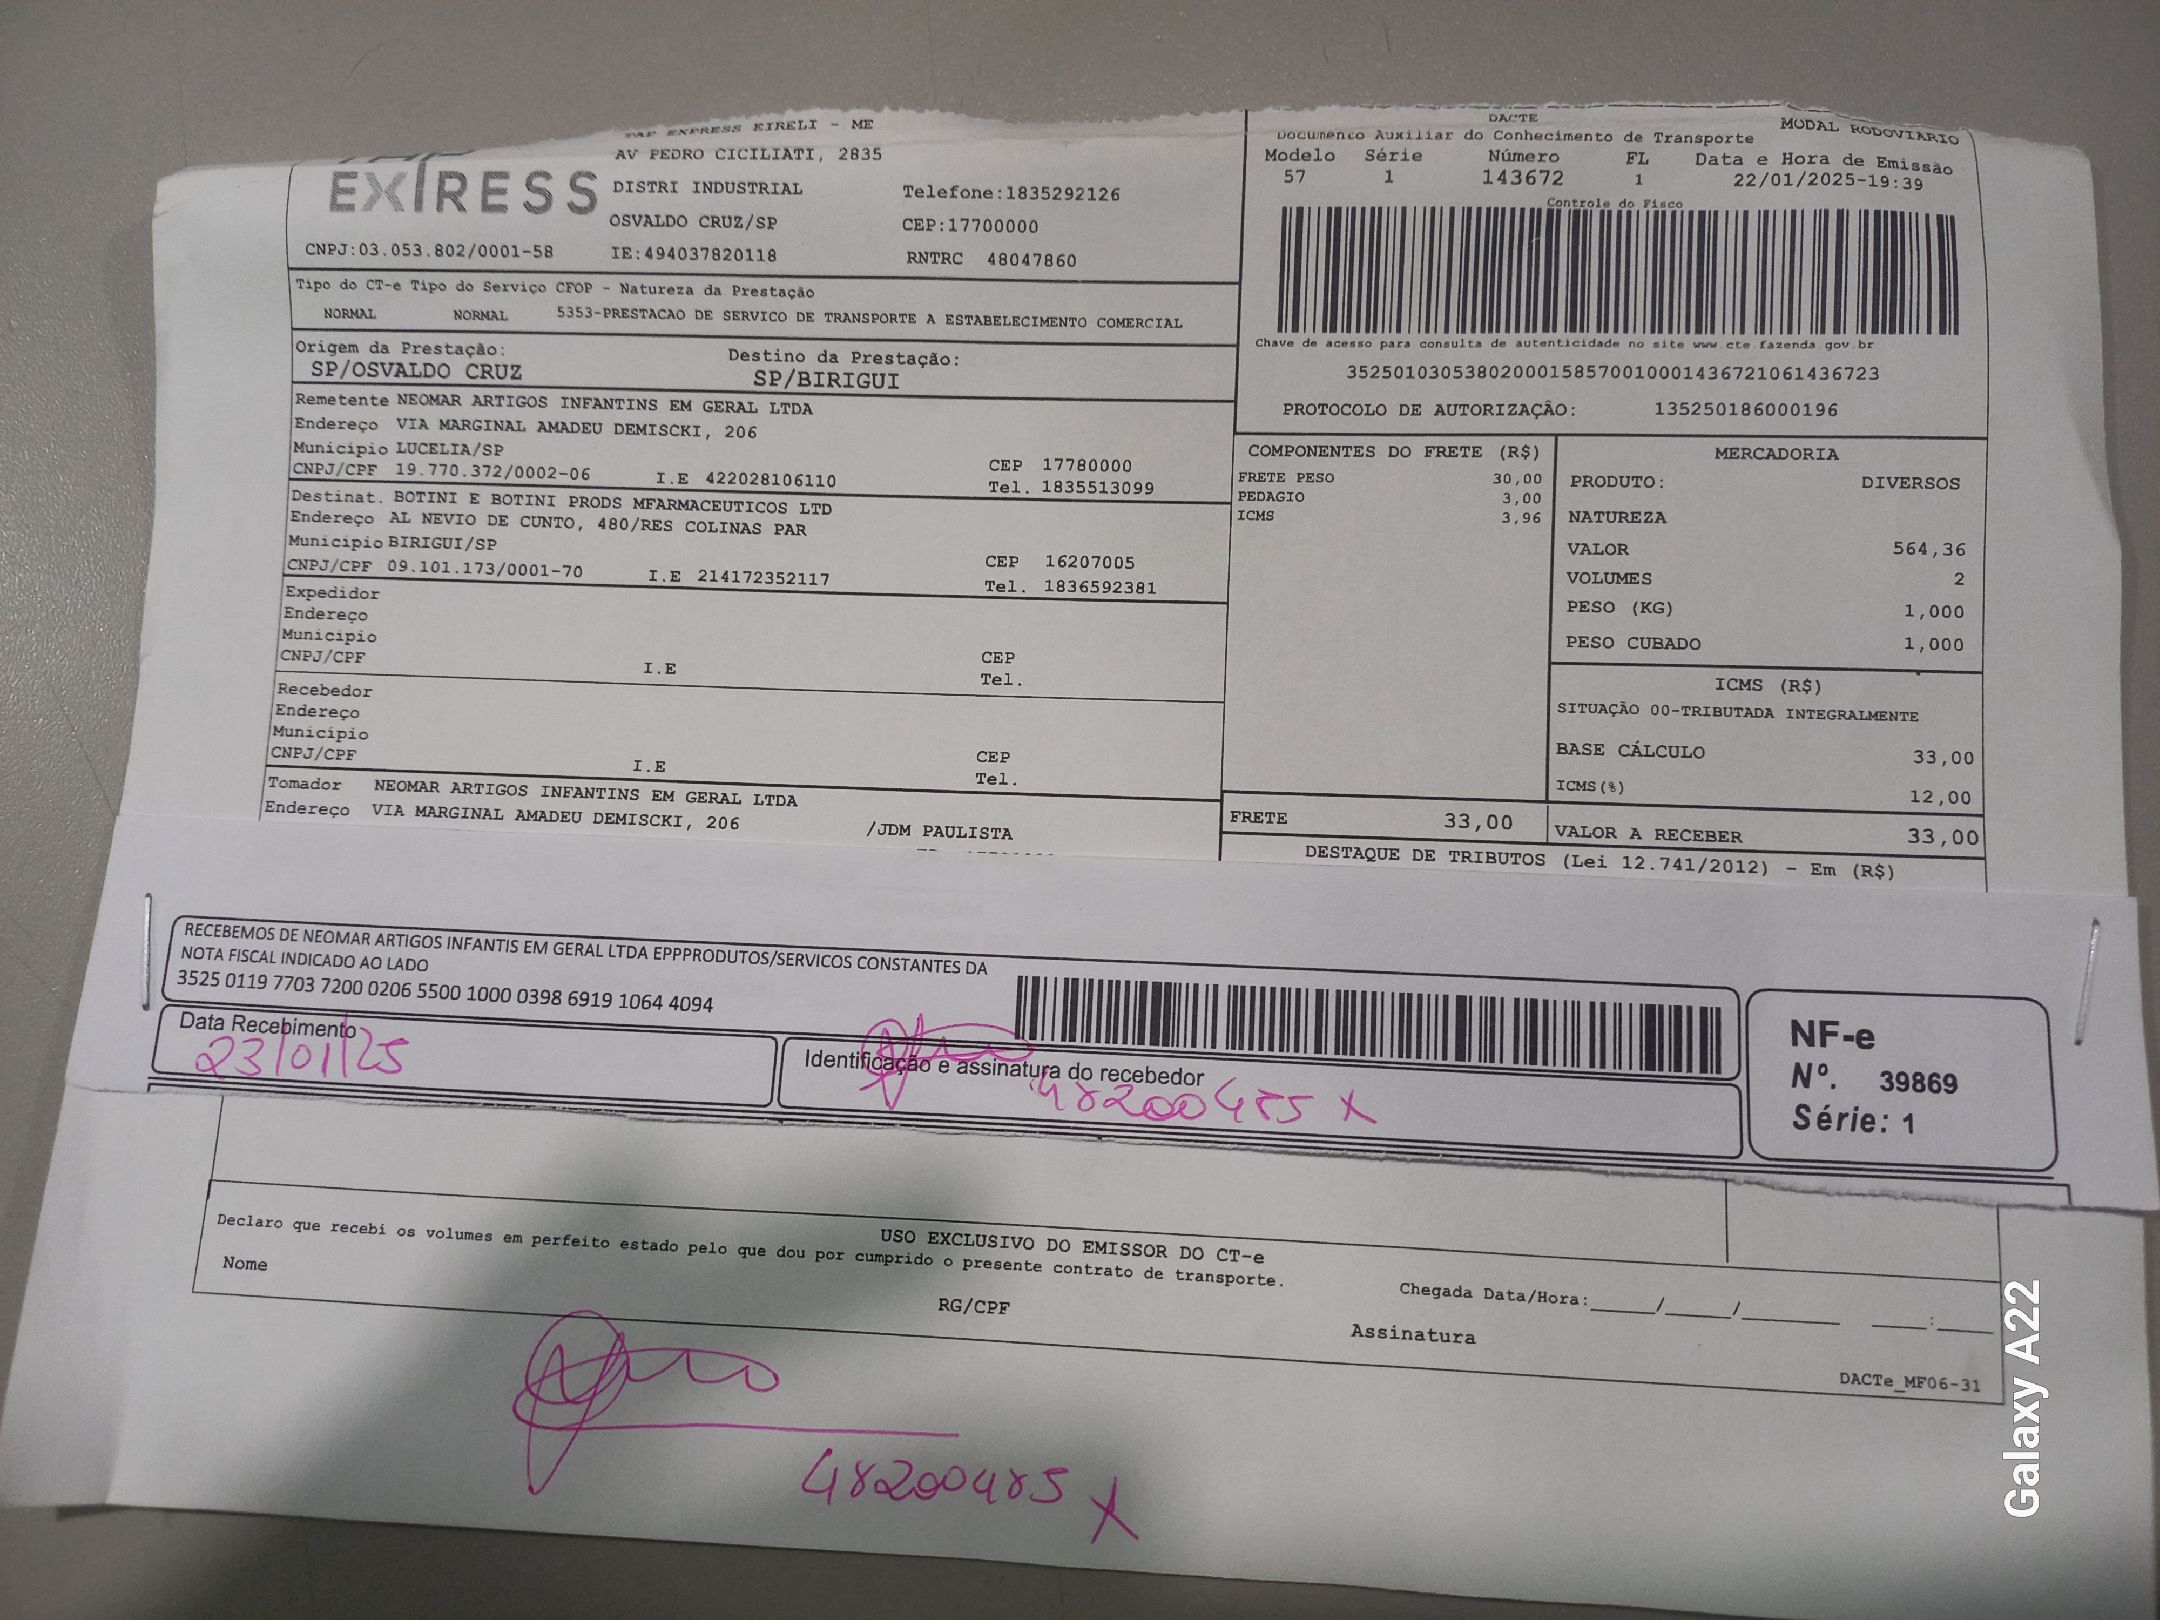 EXPRESS EIRELI - ME
AV PEDRO CICILIATI, 2835
EXIRESS
DISTRI INDUSTRIAL
Telefone:1835292126
OSVALDO CRUZ/SP
CEP:17700000
CNPJ:03.053.802/0001-58 IE:494037820118 RNTRC 48047860
DACTE
Documento Auxiliar do Conhecimento de Transporte
MODAL RODOVIÁRIO
Modelo Série Número FL Data e Hora de Emissão
57 1 143672 1 22/01/2025-19:39
Controle do Fisco
Chave de acesso para consulta de autenticidade no site www.cte.fazenda.gov.br
35250103053802000158570010001436721061436723
PROTOCOLO DE AUTORIZAÇÂO: 135250186000196
Tipo do CT-e Tipo do Serviço CFOP - Natureza da Prestação
NORMAL NORMAL 5353-PRESTACAO DE SERVICO DE TRANSPORTE A ESTABELECIMENTO COMERCIAL
Origem da Prestação: Destino da Prestação:
SP/OSVALDO CRUZ SP/BIRIGUI
Remetente NEOMAR ARTIGOS INFANTINS EM GERAL LTDA
Endereço VIA MARGINAL AMADEU DEMISCKI, 206
Município LUCELIA/SP CEP 17780000
CNPJ/CPF 19.770.372/0002-06 I.E 422028106110 Tel. 1835513099
Destinat. BOTINI E BOTINI PRODS MFARMACEUTICOS LTD
Endereço AL NEVIO DE CUNTO, 480/RES COLINAS PAR
Município BIRIGUI/SP CEP 16207005
CNPJ/CPF 09.101.173/0001-70 I.E 214172352117 Tel. 1836592381
Expedidor
Endereço
Município
CNPJ/CPF I.E CEP
Tel.
Recebedor
Endereço
Município
CNPJ/CPF I.E CEP
Tel.
Tomador NEOMAR ARTIGOS INFANTINS EM GERAL LTDA
Endereço VIA MARGINAL AMADEU DEMISCKI, 206 /JDM PAULISTA
COMPONENTES DO FRETE (R$)
FRETE PESO 30,00
PEDAGIO 3,00
ICMS 3,96
MERCADORIA
PRODUTO: DIVERSOS
NATUREZA
VALOR 564,36
VOLUMES 2
PESO (KG) 1,000
PESO CUBADO 1,000
ICMS (R$)
SITUAÇÃO 00-TRIBUTADA INTEGRALMENTE
BASE CÁLCULO 33,00
ICMS(%) 12,00
FRETE 33,00 VALOR A RECEBER 33,00
DESTAQUE DE TRIBUTOS (Lei 12.741/2012) - Em (R$)
RECEBEMOS DE NEOMAR ARTIGOS INFANTIS EM GERAL LTDA EPPPRODUTOS/SERVICOS CONSTANTES DA
NOTA FISCAL INDICADO AO LADO
3525 0119 7703 7200 0206 5500 1000 0398 6919 1064 4094
Data Recebimento
23/01/25
Identificação e assinatura do recebedor
48200485 X
NF-e
Nº. 39869
Série: 1
USO EXCLUSIVO DO EMISSOR DO CT-e
Declaro que recebi os volumes em perfeito estado pelo que dou por cumprido o presente contrato de transporte.
Nome RG/CPF
Chegada Data/Hora:_____/_____/_______ ____:____
Assinatura
DACTe_MF06-31
48200485 X
Galaxy A22